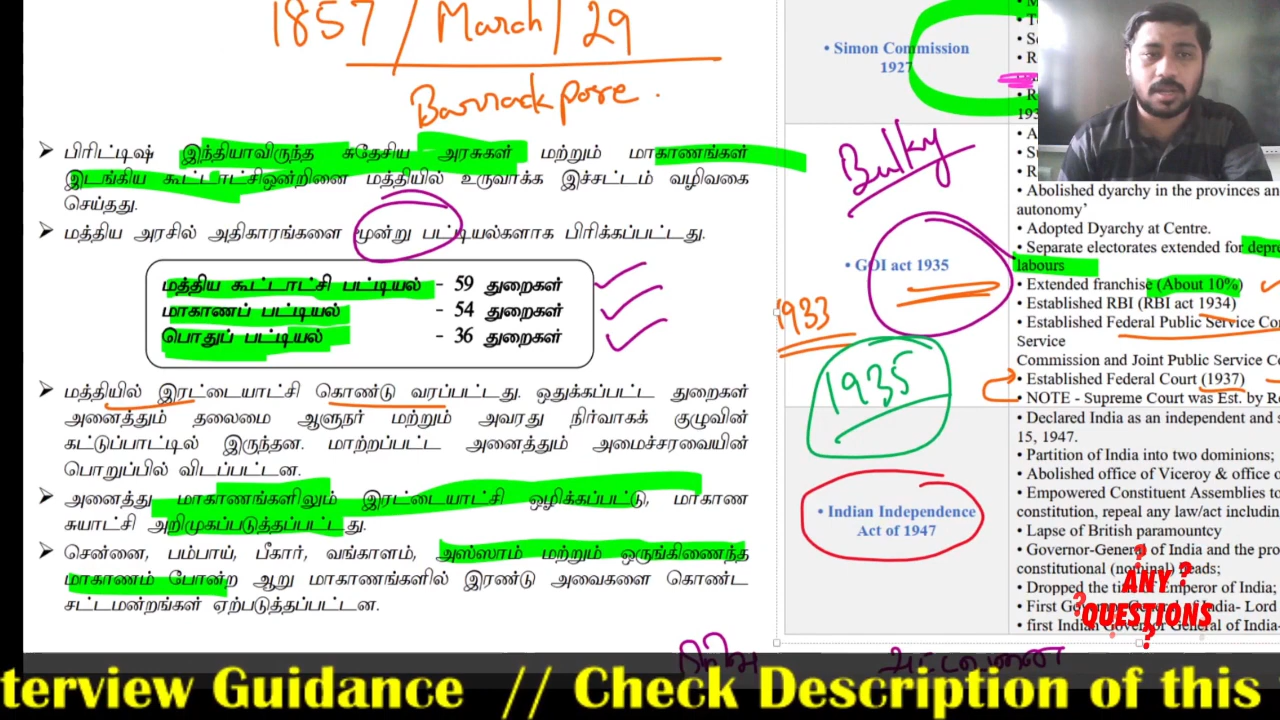 1857 / March / 29
Barrackpore.
➤ பிரிட்டிஷ் இந்தியாவிருந்த சுதேசிய அரசுகள் மற்றும் மாகாணங்கள்
இடங்கிய கூட்டாட்சிஒன்றினை மத்தியில் உருவாக்க இச்சட்டம் வழிவகை
செய்தது.
➤ மத்திய அரசில் அதிகாரங்களை மூன்று பட்டியல்களாக பிரிக்கப்பட்டது.
மத்திய கூட்டாட்சி பட்டியல் - 59 துறைகள்
மாகாணப் பட்டியல் - 54 துறைகள்
பொதுப் பட்டியல் - 36 துறைகள்
➤ மத்தியில் இரட்டையாட்சி கொண்டு வரப்பட்டது. ஒதுக்கப்பட்ட துறைகள்
அனைத்தும் தலைமை ஆளுநர் மற்றும் அவரது நிர்வாகக் குழுவின்
கட்டுப்பாட்டில் இருந்தன. மாற்றப்பட்ட அனைத்தும் அமைச்சரவையின்
பொறுப்பில் விடப்பட்டன.
➤ அனைத்து மாகாணங்களிலும் இரட்டையாட்சி ஒழிக்கப்பட்டு, மாகாண
சுயாட்சி அறிமுகப்படுத்தப்பட்டது.
➤ சென்னை, பம்பாய், பீகார், வங்காளம், அஸ்ஸாம் மற்றும் ஒருங்கிணைந்த
மாகாணம் போன்ற ஆறு மாகாணங்களில் இரண்டு அவைகளை கொண்ட
சட்டமன்றங்கள் ஏற்படுத்தப்பட்டன.
• Simon Commission
1927
Bulky
• GOI act 1935
1933
1935
• Indian Independence
Act of 1947
• Abolished dyarchy in the provinces an
autonomy’
• Adopted Dyarchy at Centre.
• Separate electorates extended for depre
labours
• Extended franchise (About 10%)
• Established RBI (RBI act 1934)
• Established Federal Public Service Co
Service
Commission and Joint Public Service C
• Established Federal Court (1937)
• NOTE - Supreme Court was Est. by Re
• Declared India as an independent and s
15, 1947.
• Partition of India into two dominions;
• Abolished office of Viceroy & office o
• Empowered Constituent Assemblies to
constitution, repeal any law/act including
• Lapse of British paramountcy
• Governor-General of India and the pro
constitutional (nominal) heads;
• Dropped the title of Emperor of India;
• First Governor General of India- Lord
• first Indian Governor General of India-
ANY ?
?QUESTIONS
?
terview Guidance // Check Description of this